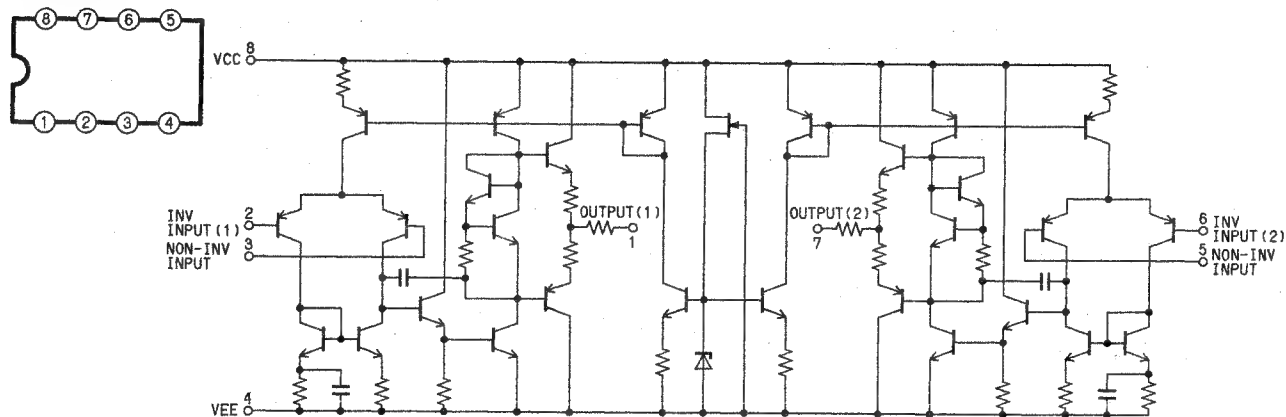 8 7 6 5
1 2 3 4
VCC 8
2
INV
INPUT(1)
3
NON-INV
INPUT
VEE 4
OUTPUT(1)
1
OUTPUT(2)
7
6 INV
INPUT(2)
5
NON-INV
INPUT